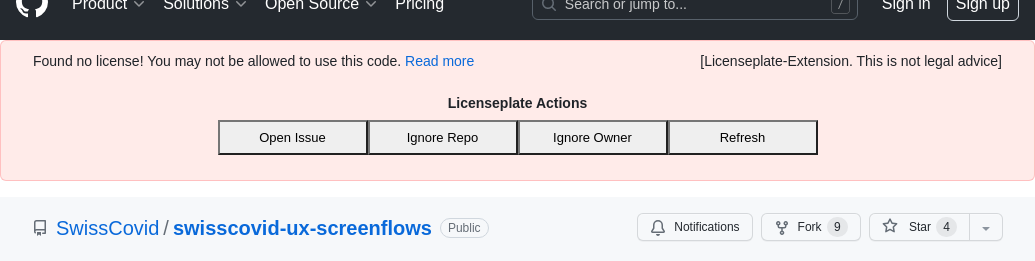 Product Solutions Open Source Pricing Search or jump to... / Sign in Sign up
Found no license! You may not be allowed to use this code. Read more [Licenseplate-Extension. This is not legal advice]
Licenseplate Actions
Open Issue Ignore Repo Ignore Owner Refresh
SwissCovid / swisscovid-ux-screenflows Public Notifications Fork 9 Star 4